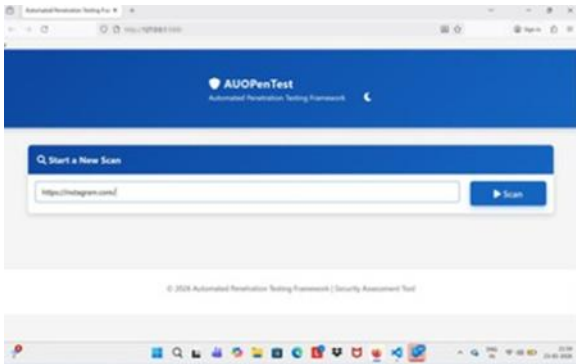 Automated Penetration Testing Fra
AUOPenTest
Automated Penetration Testing Framework
Start a New Scan
https://instagram.com/
Scan
© 2026 Automated Penetration Testing Framework | Security Assessment Tool